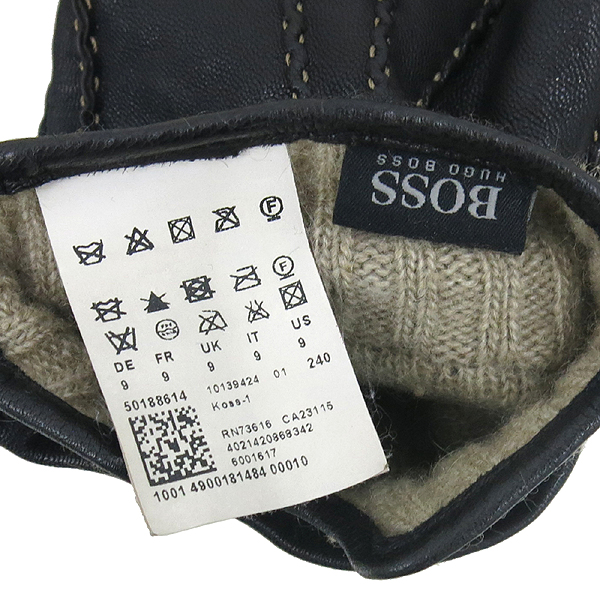 BOSS
HUGO BOSS
F
F
DE FR UK IT US
9 9 9 9 9
240
50188614 10139424 01
Koss-1
RN73616 CA23115
4021420868342
6001617
1001 4900181484 00010